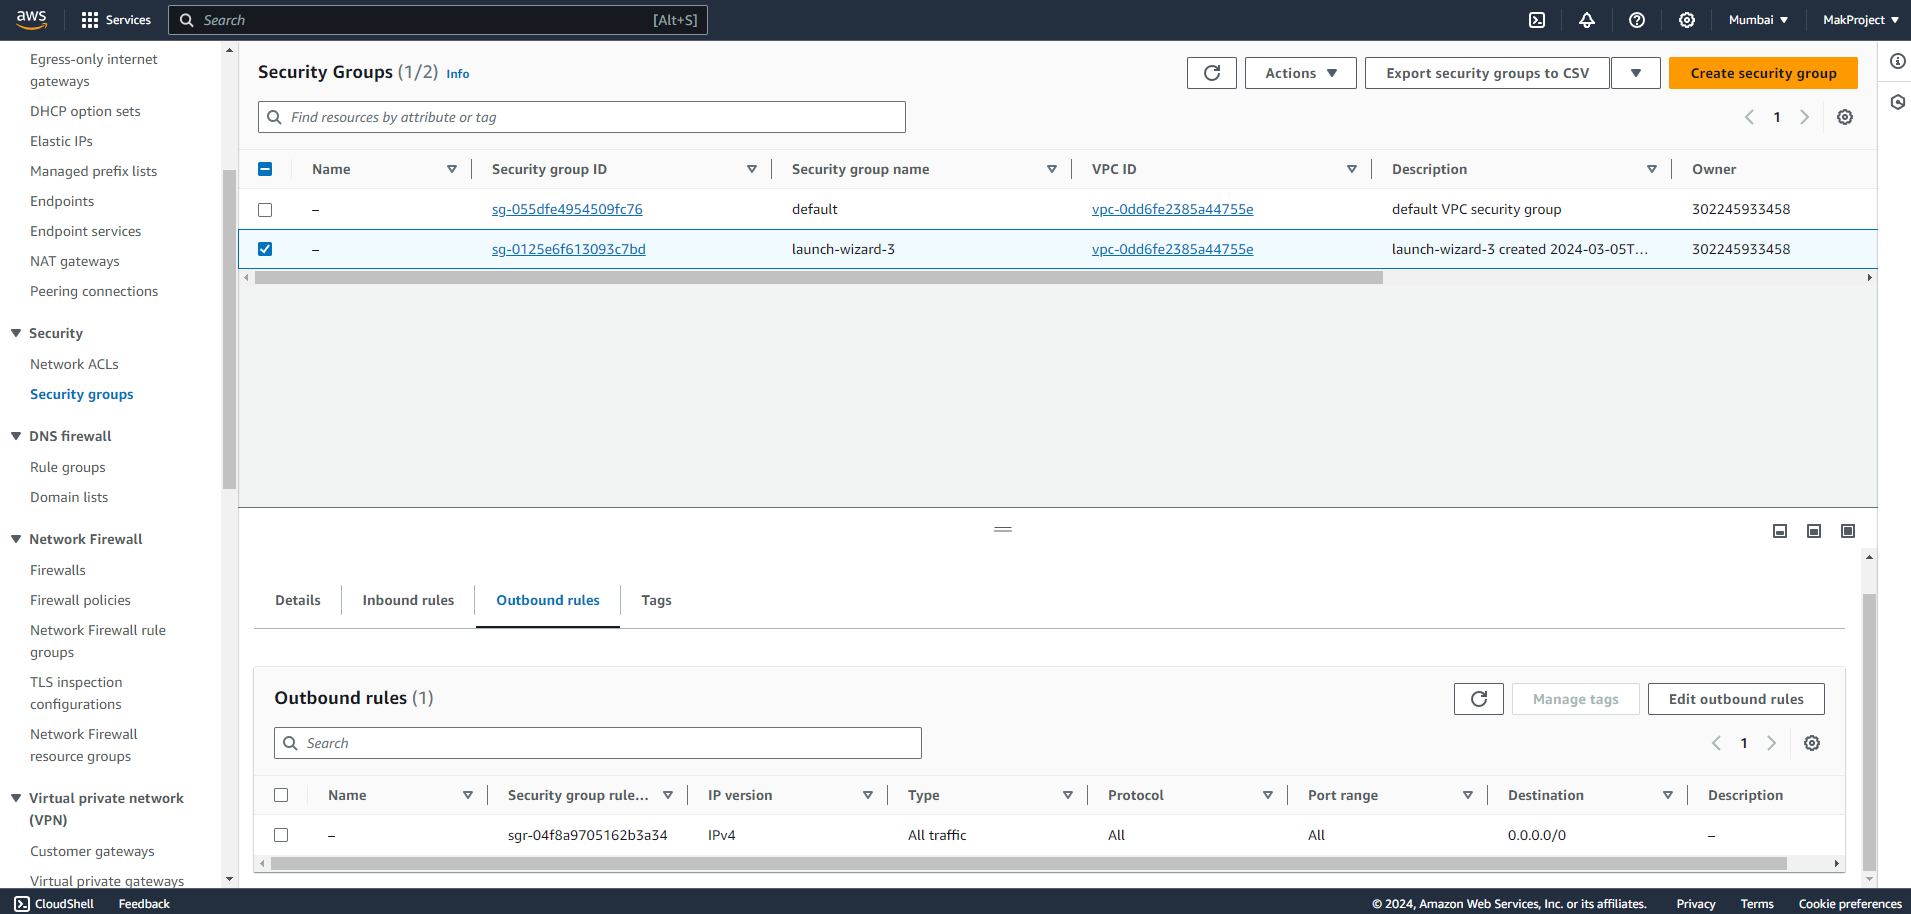 aws
Services
Search
[Alt+S]
Mumbai
MakProject
Egress-only internet
gateways
DHCP option sets
Elastic IPs
Managed prefix lists
Endpoints
Endpoint services
NAT gateways
Peering connections
Security
Network ACLs
Security groups
DNS firewall
Rule groups
Domain lists
Network Firewall
Firewalls
Firewall policies
Network Firewall rule
groups
TLS inspection
configurations
Network Firewall
resource groups
Virtual private network
(VPN)
Customer gateways
Virtual private gateways
Security Groups (1/2) Info
Actions
Export security groups to CSV
Create security group
Find resources by attribute or tag
1
Name Security group ID Security group name VPC ID Description Owner
– sg-055dfe4954509fc76 default vpc-0dd6fe2385a44755e default VPC security group 302245933458
– sg-0125e6f613093c7bd launch-wizard-3 vpc-0dd6fe2385a44755e launch-wizard-3 created 2024-03-05T... 302245933458
Details Inbound rules Outbound rules Tags
Outbound rules (1)
Manage tags
Edit outbound rules
Search
1
Name Security group rule... IP version Type Protocol Port range Destination Description
– sgr-04f8a9705162b3a34 IPv4 All traffic All All 0.0.0.0/0 –
CloudShell Feedback
© 2024, Amazon Web Services, Inc. or its affiliates. Privacy Terms Cookie preferences